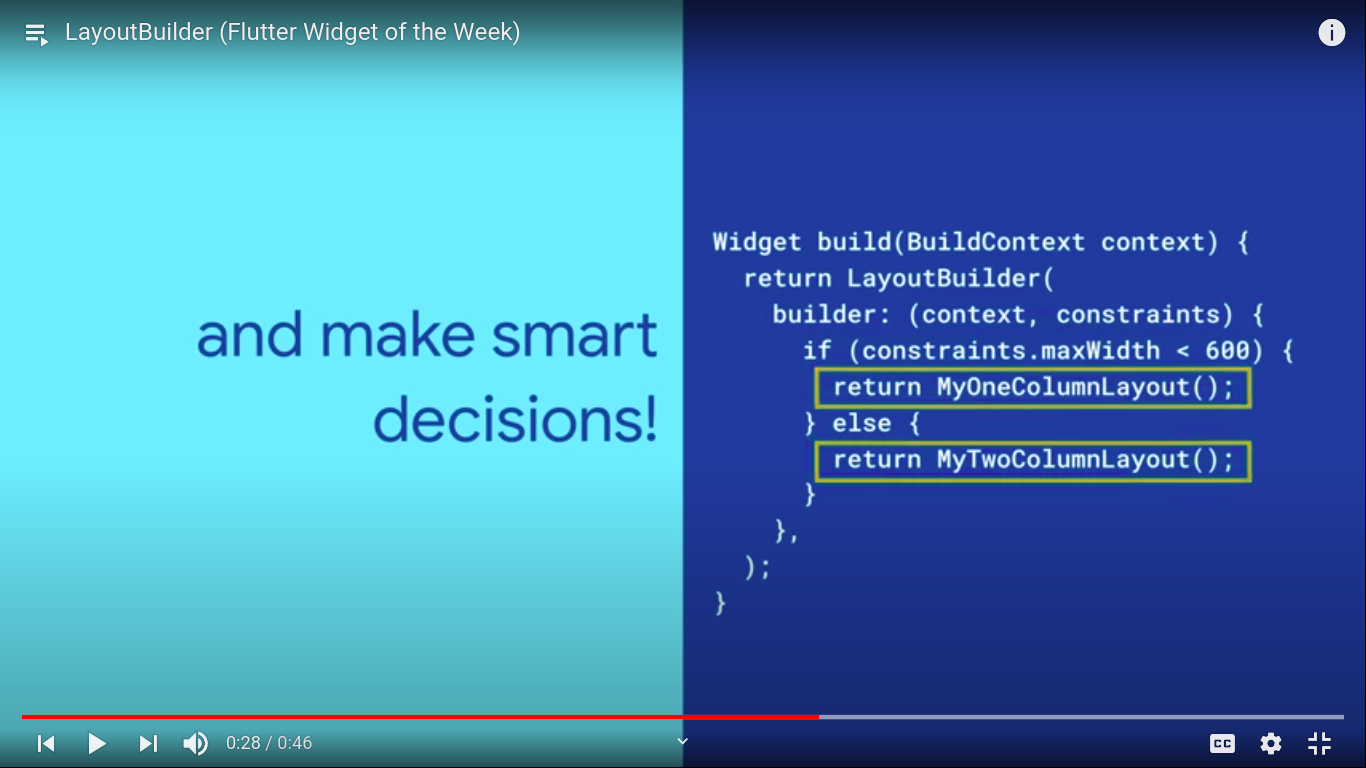 LayoutBuilder (Flutter Widget of the Week)
and make smart
decisions!
Widget build(BuildContext context) {
  return LayoutBuilder(
    builder: (context, constraints) {
      if (constraints.maxWidth < 600) {
        return MyOneColumnLayout();
      } else {
        return MyTwoColumnLayout();
      }
    },
  );
}
0:28 / 0:46
CC